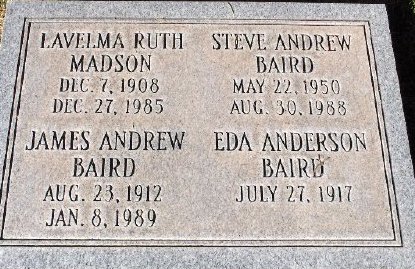 LAVELMA RUTH
MADSON
DEC. 7, 1908
DEC. 27, 1985
STEVE ANDREW
BAIRD
MAY 22, 1950
AUG. 30, 1988
JAMES ANDREW
BAIRD
AUG. 23, 1912
JAN. 8, 1989
EDA ANDERSON
BAIRD
JULY 27, 1917